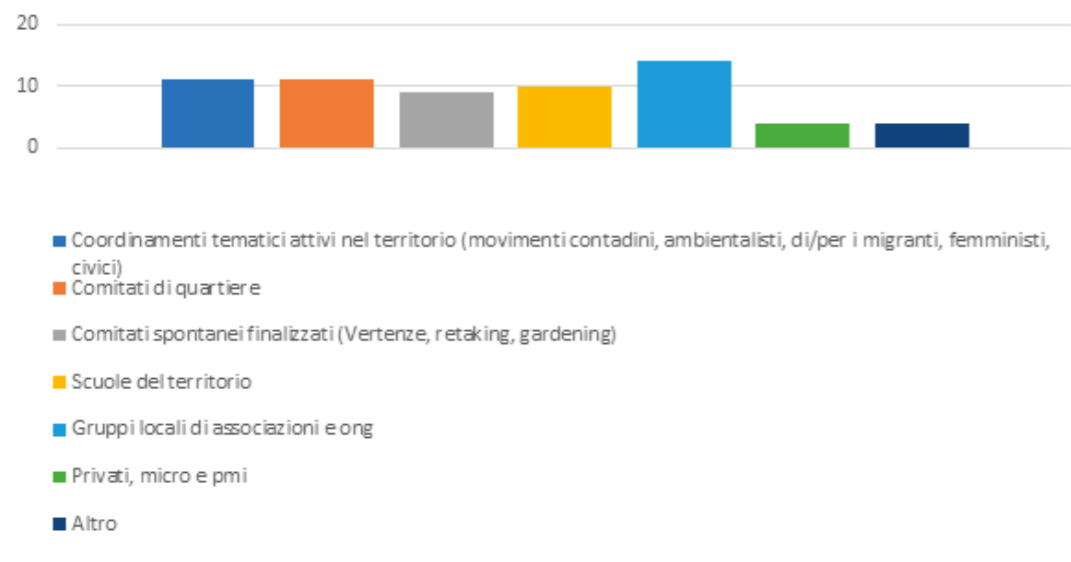 20
10
0
Coordinamenti tematici attivi nel territorio (movimenti contadini, ambientalisti, di/per i migranti, femministi,
civici)
Comitati di quartiere
Comitati spontanei finalizzati (Vertenze, retaking, gardening)
Scuole del territorio
Gruppi locali di associazioni e ong
Privati, micro e pmi
Altro